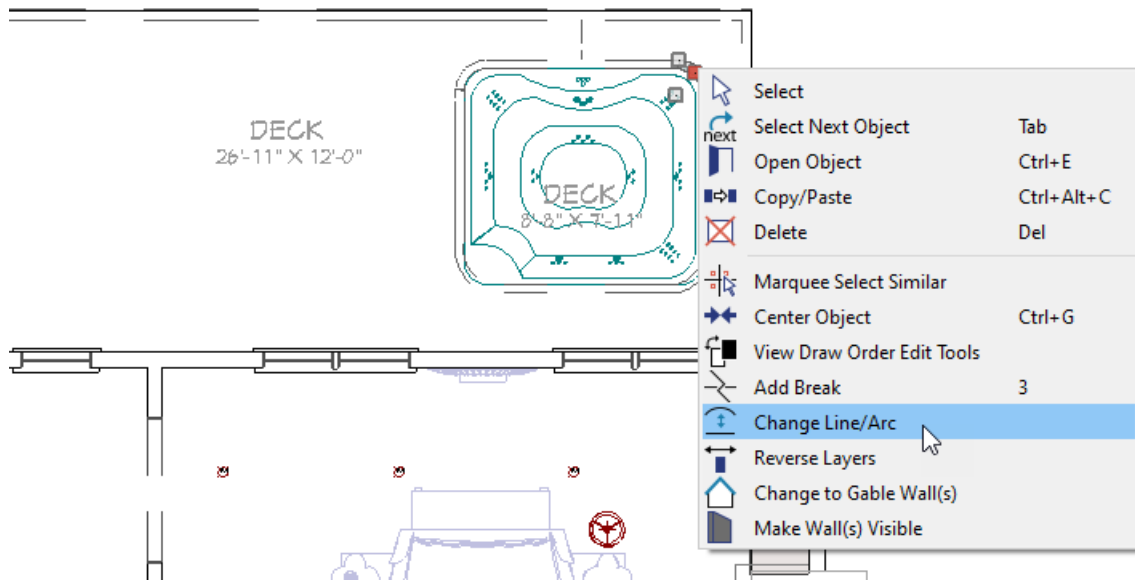 DECK
26'-11" X 12'-0"
DECK
8'-8" X 7'-11"
Select
next Select Next Object Tab
Open Object Ctrl+E
Copy/Paste Ctrl+Alt+C
Delete Del
Marquee Select Similar
Center Object Ctrl+G
View Draw Order Edit Tools
Add Break 3
Change Line/Arc
Reverse Layers
Change to Gable Wall(s)
Make Wall(s) Visible